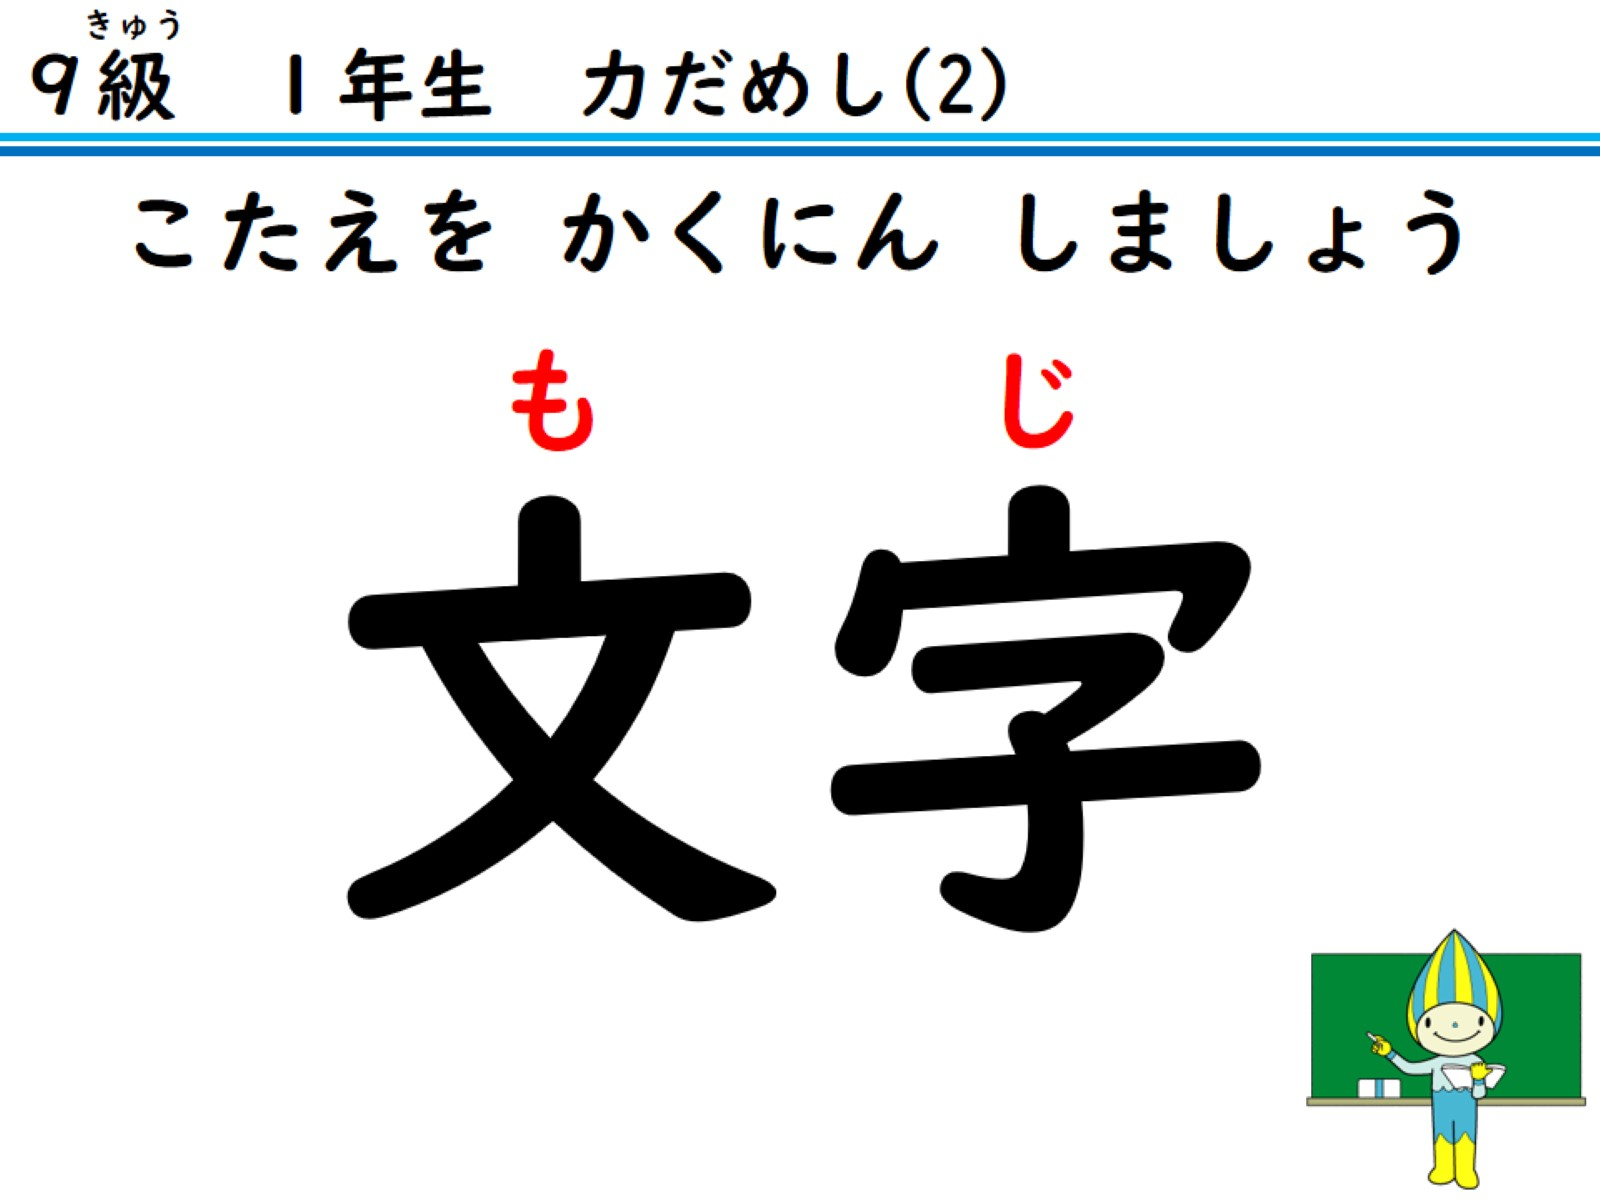 きゅう
９級　１年生　力だめし(2)
こたえを かくにん しましょう
も じ
文字